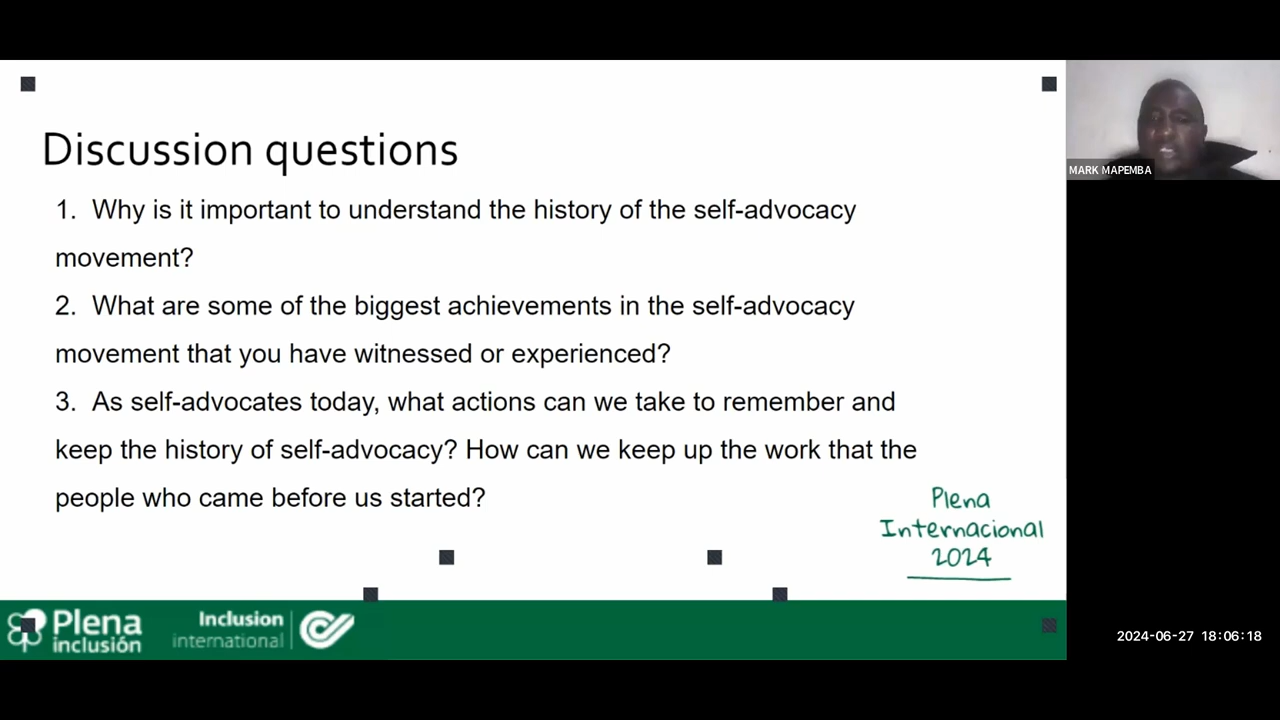 Discussion questions
1. Why is it important to understand the history of the self-advocacy
movement?
2. What are some of the biggest achievements in the self-advocacy
movement that you have witnessed or experienced?
3. As self-advocates today, what actions can we take to remember and
keep the history of self-advocacy? How can we keep up the work that the
people who came before us started?
Plena
Internacional
2024
Plena
inclusión
Inclusion
international
MARK MAPEMBA
2024-06-27 18:06:18